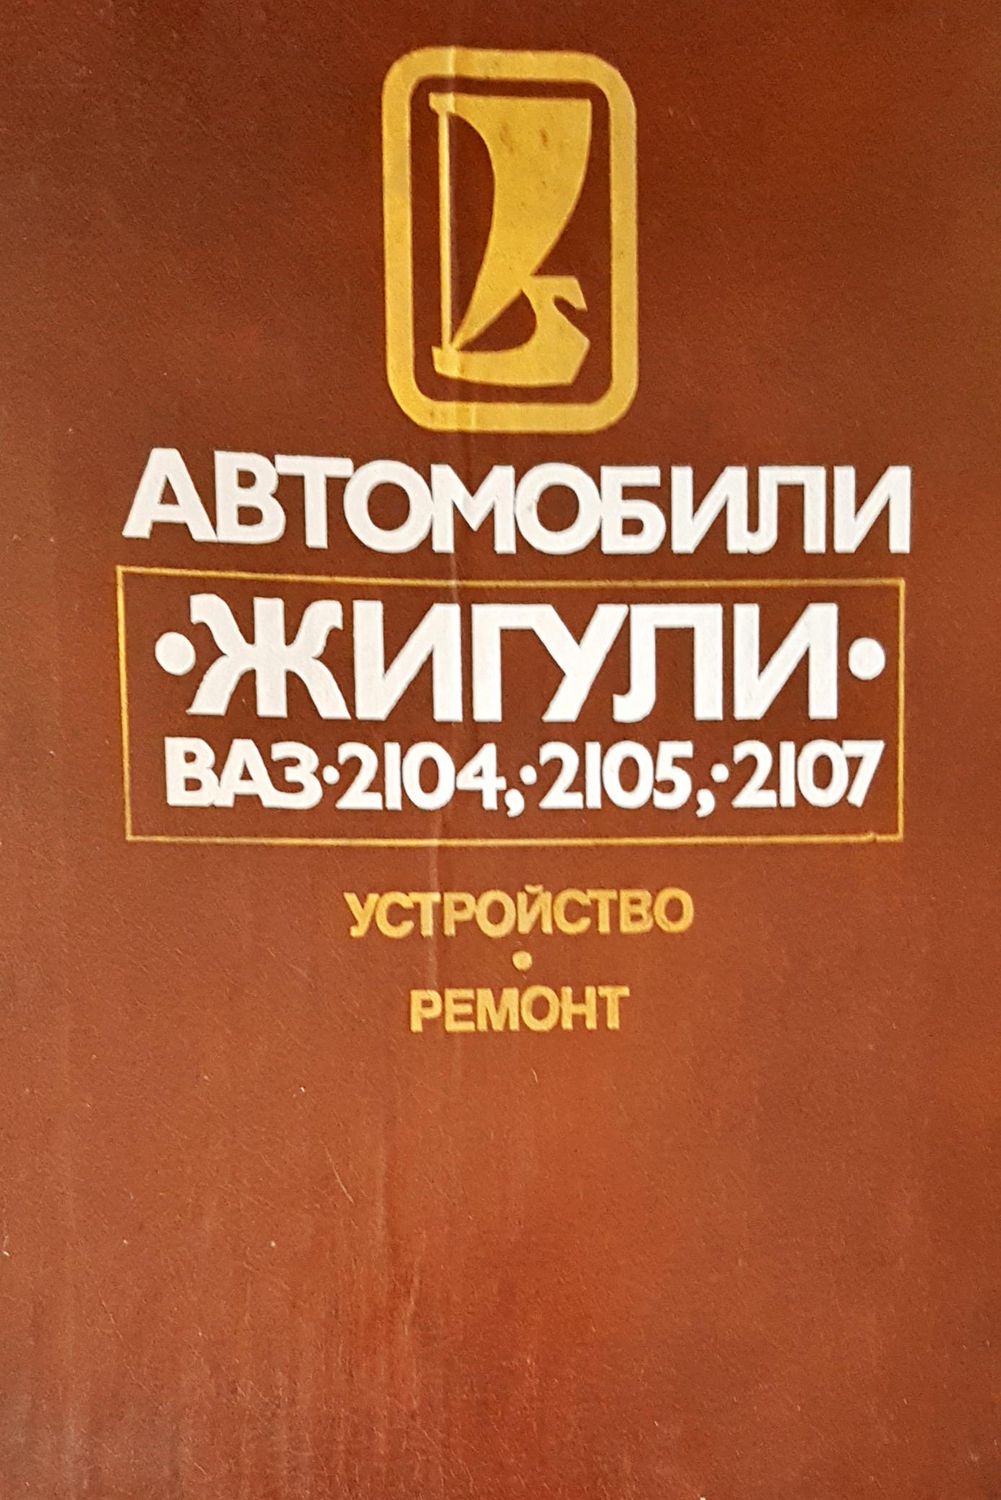 АВТОМОБИЛИ
·ЖИГУЛИ·
ВАЗ·2104,·2105,·2107
УСТРОЙСТВО
·
РЕМОНТ